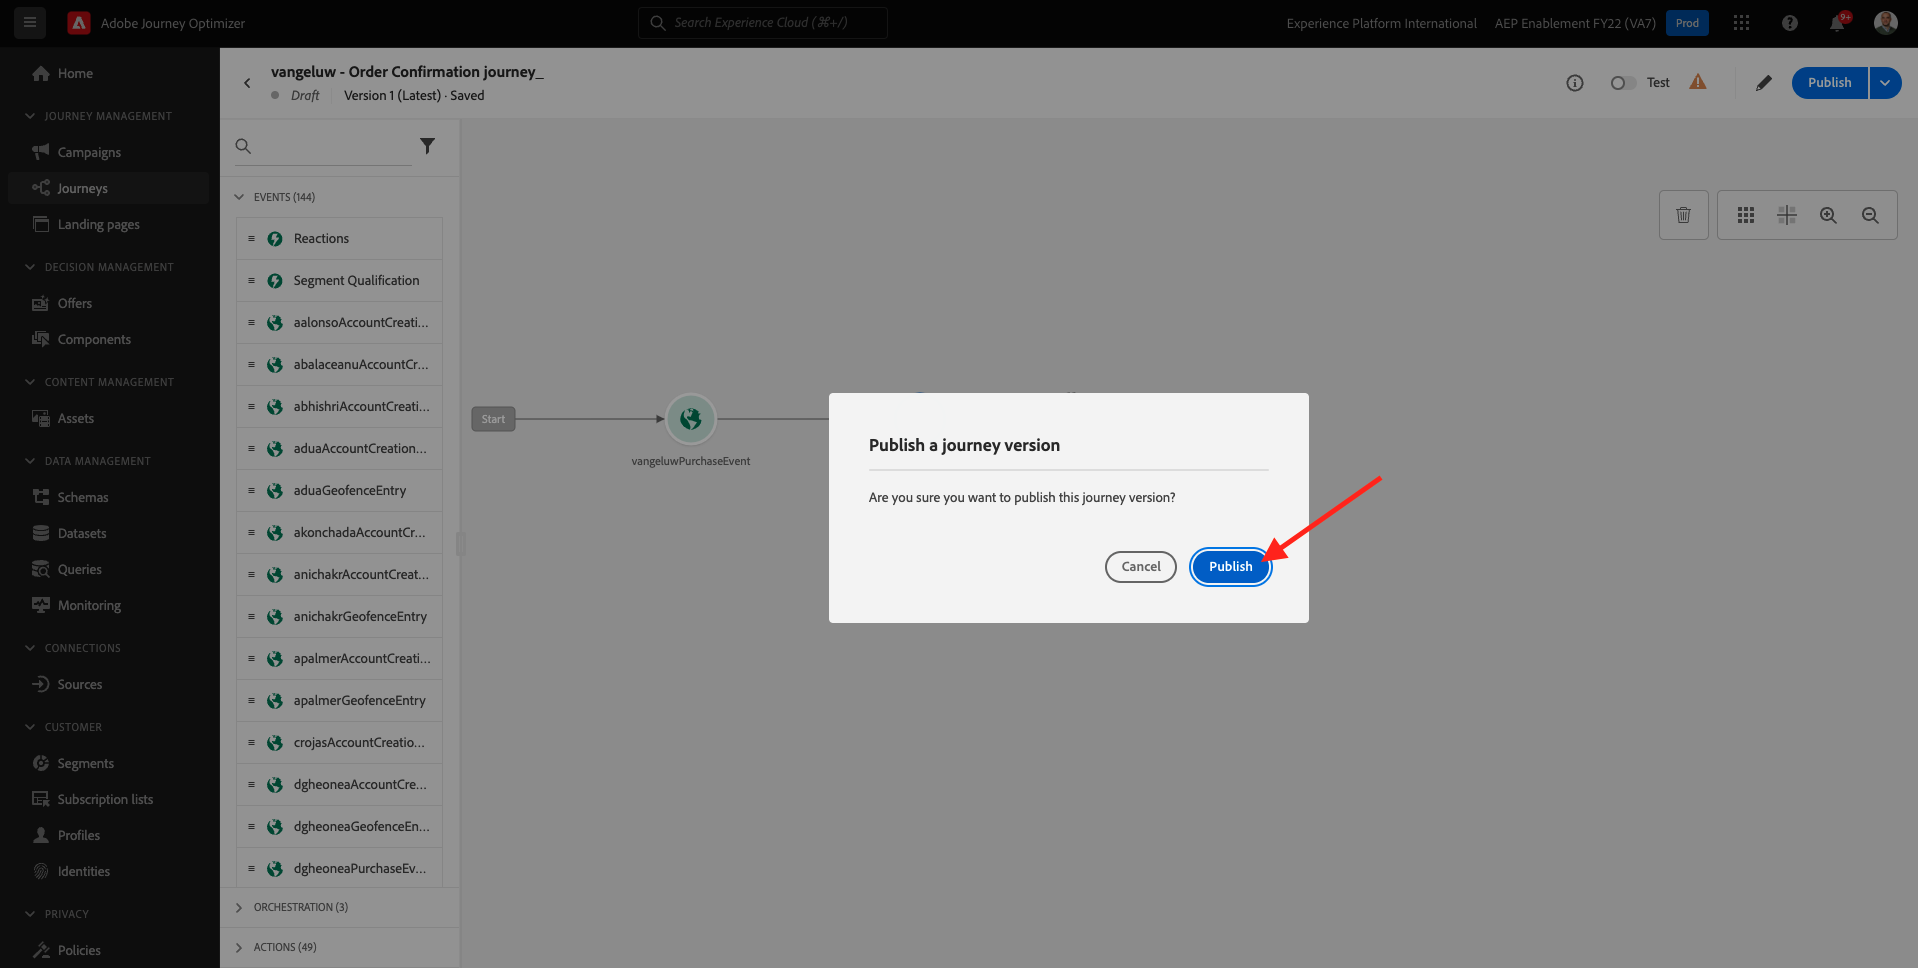 Adobe Journey Optimizer
Search Experience Cloud (⌘+/)
Experience Platform International
AEP Enablement FY22 (VA7)
Prod
9+
Home
JOURNEY MANAGEMENT
Campaigns
Journeys
Landing pages
DECISION MANAGEMENT
Offers
Components
CONTENT MANAGEMENT
Assets
DATA MANAGEMENT
Schemas
Datasets
Queries
Monitoring
CONNECTIONS
Sources
CUSTOMER
Segments
Subscription lists
Profiles
Identities
PRIVACY
Policies
vangeluw - Order Confirmation journey_
Draft
Version 1 (Latest) · Saved
Test
Publish
EVENTS (144)
Reactions
Segment Qualification
aalonsoAccountCreati...
abalaceanuAccountCr...
abhishriAccountCreati...
aduaAccountCreation...
aduaGeofenceEntry
akonchadaAccountCr...
anichakrAccountCreat...
anichakrGeofenceEntry
apalmerAccountCreati...
apalmerGeofenceEntry
crojasAccountCreatio...
dgheoneaAccountCre...
dgheoneaGeofenceEn...
dgheoneaPurchaseEv...
ORCHESTRATION (3)
ACTIONS (49)
Start
vangeluwPurchaseEvent
Publish a journey version
Are you sure you want to publish this journey version?
Cancel
Publish